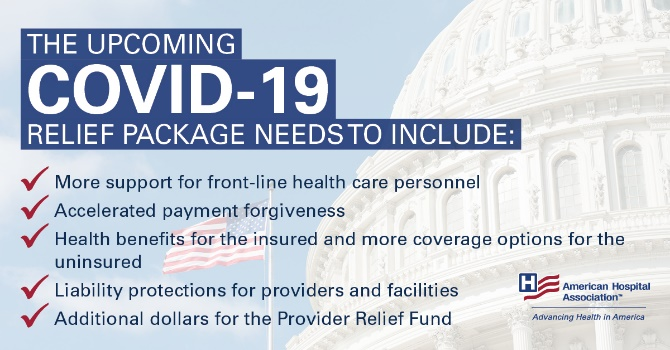 THE UPCOMING
COVID-19
RELIEF PACKAGE NEEDS TO INCLUDE:
More support for front-line health care personnel
Accelerated payment forgiveness
Health benefits for the insured and more coverage options for the
uninsured
Liability protections for providers and facilities
Additional dollars for the Provider Relief Fund
H
American Hospital
Association™
Advancing Health in America